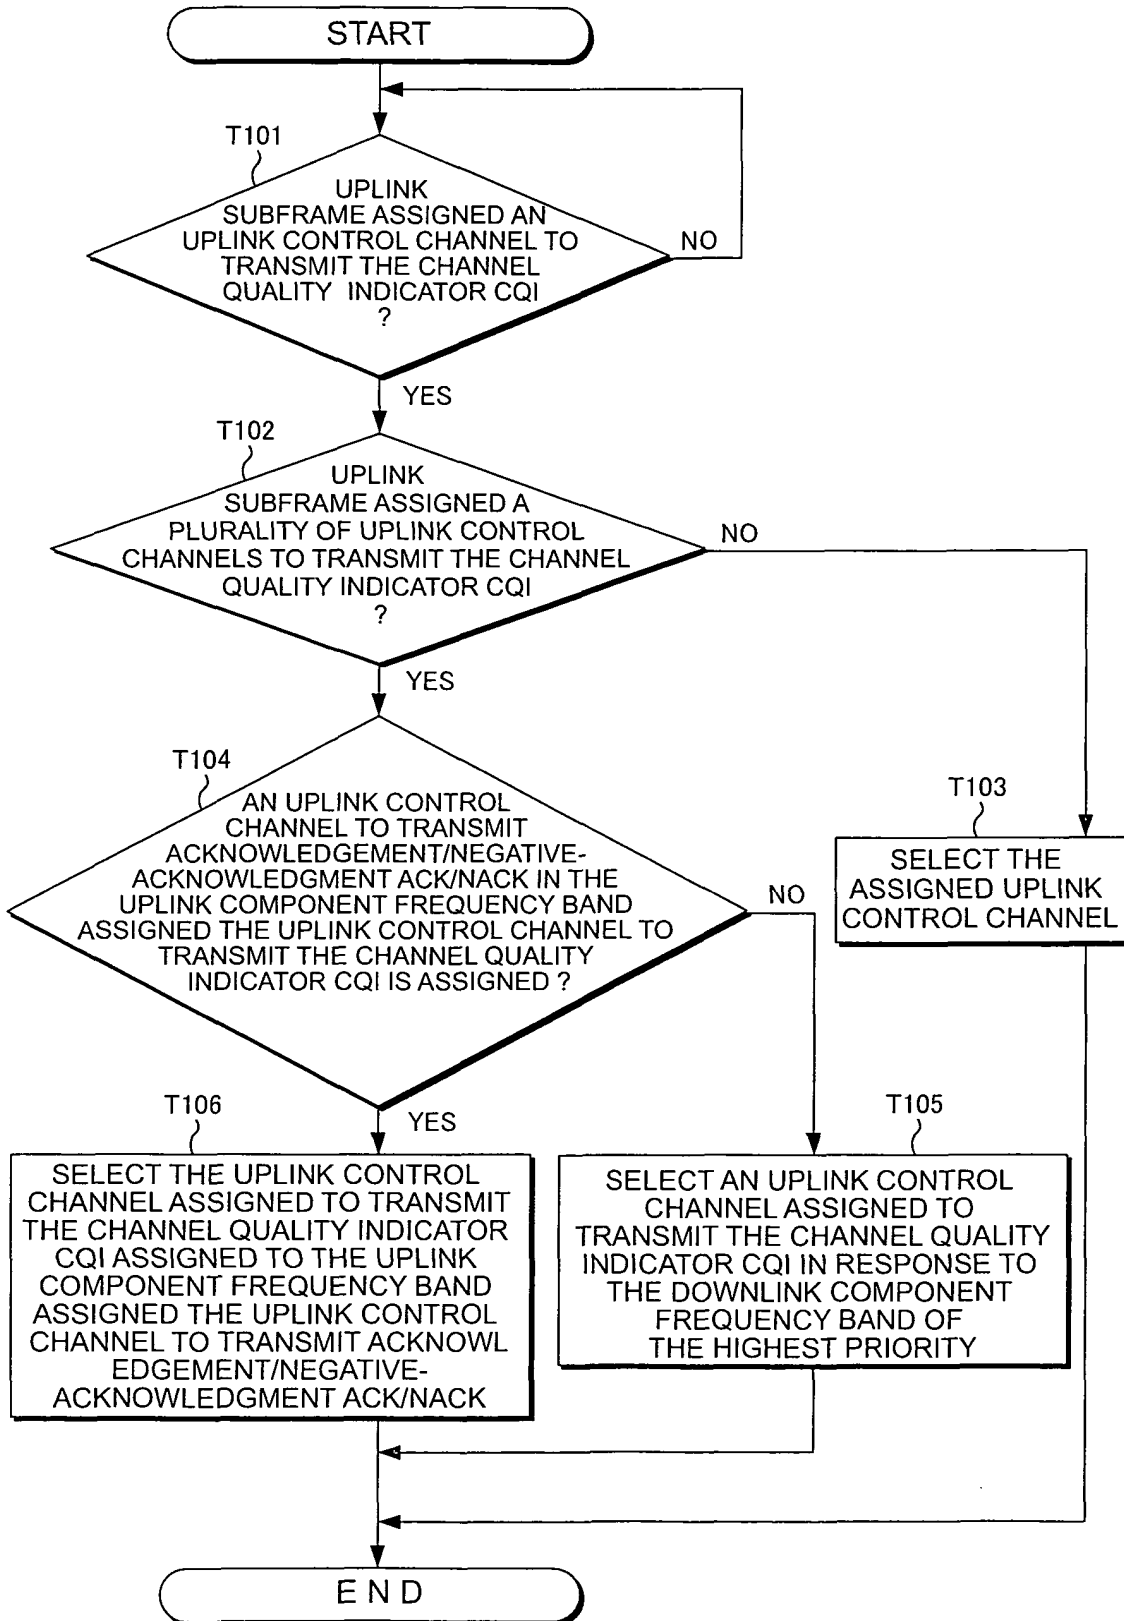 START
T101
UPLINK
SUBFRAME ASSIGNED AN
UPLINK CONTROL CHANNEL TO
TRANSMIT THE CHANNEL
QUALITY INDICATOR CQI
?
NO
YES
T102
UPLINK
SUBFRAME ASSIGNED A
PLURALITY OF UPLINK CONTROL
CHANNELS TO TRANSMIT THE CHANNEL
QUALITY INDICATOR CQI
?
NO
YES
T104
AN UPLINK CONTROL
CHANNEL TO TRANSMIT
ACKNOWLEDGEMENT/NEGATIVE-
ACKNOWLEDGMENT ACK/NACK IN THE
UPLINK COMPONENT FREQUENCY BAND
ASSIGNED THE UPLINK CONTROL CHANNEL TO
TRANSMIT THE CHANNEL QUALITY
INDICATOR CQI IS ASSIGNED ?
NO
YES
T103
SELECT THE
ASSIGNED UPLINK
CONTROL CHANNEL
T106
SELECT THE UPLINK CONTROL
CHANNEL ASSIGNED TO TRANSMIT
THE CHANNEL QUALITY INDICATOR
CQI ASSIGNED TO THE UPLINK
COMPONENT FREQUENCY BAND
ASSIGNED THE UPLINK CONTROL
CHANNEL TO TRANSMIT ACKNOWL
EDGEMENT/NEGATIVE-
ACKNOWLEDGMENT ACK/NACK
T105
SELECT AN UPLINK CONTROL
CHANNEL ASSIGNED TO
TRANSMIT THE CHANNEL QUALITY
INDICATOR CQI IN RESPONSE TO
THE DOWNLINK COMPONENT
FREQUENCY BAND OF
THE HIGHEST PRIORITY
END